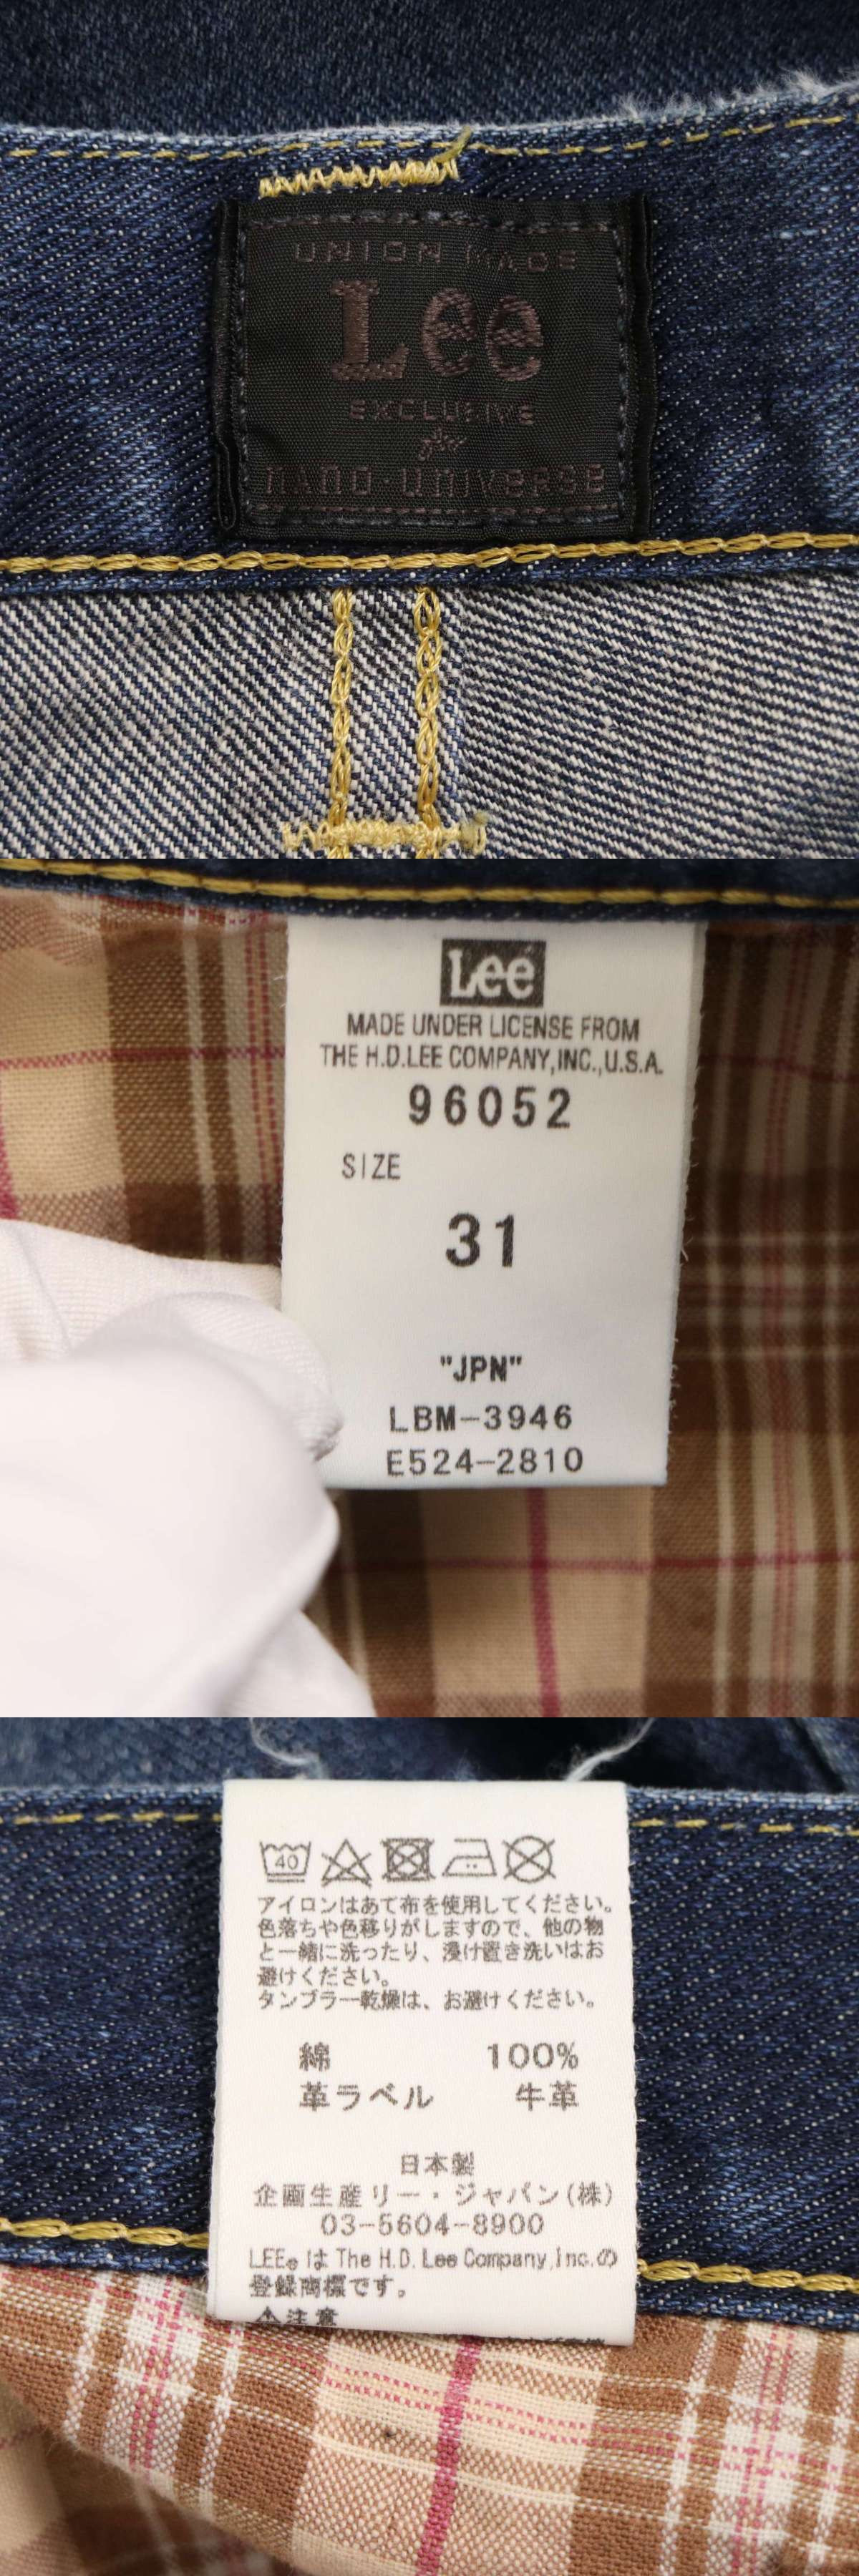 UNION MADE
Lee
EXCLUSIVE
for
nano·universe
Lee
MADE UNDER LICENSE FROM
THE H.D.LEE COMPANY,INC.,U.S.A.
96052
SIZE
31
"JPN"
LBM-3946
E524-2810
40
アイロンはあて布を使用してください。
色落ちや色移りがしますので、他の物
と一緒に洗ったり、浸け置き洗いはお
避けください。
タンブラー乾燥は、お避けください。
綿 100%
革ラベル 牛革
日本製
企画生産リー・ジャパン(株)
03-5604-8900
LEE® は The H.D. Lee Company,Inc.の
登録商標です。
⚠注意